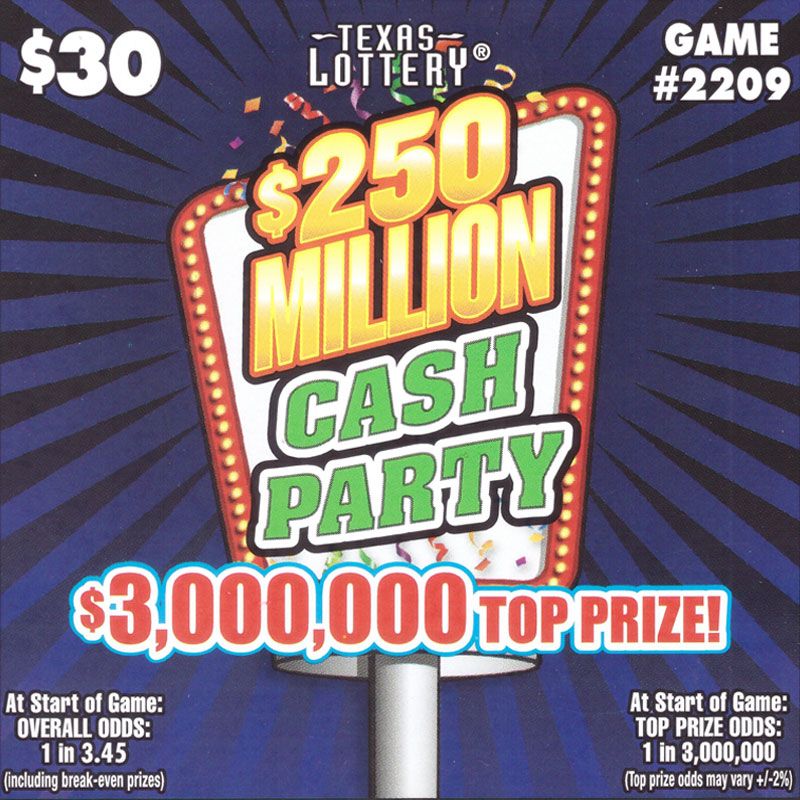 $30
TEXAS
LOTTERY®
GAME
#2209
$250
MILLION
CASH
PARTY
$3,000,000 TOP PRIZE!
At Start of Game:
OVERALL ODDS:
1 in 3.45
(including break-even prizes)
At Start of Game:
TOP PRIZE ODDS:
1 in 3,000,000
(Top prize odds may vary +/-2%)